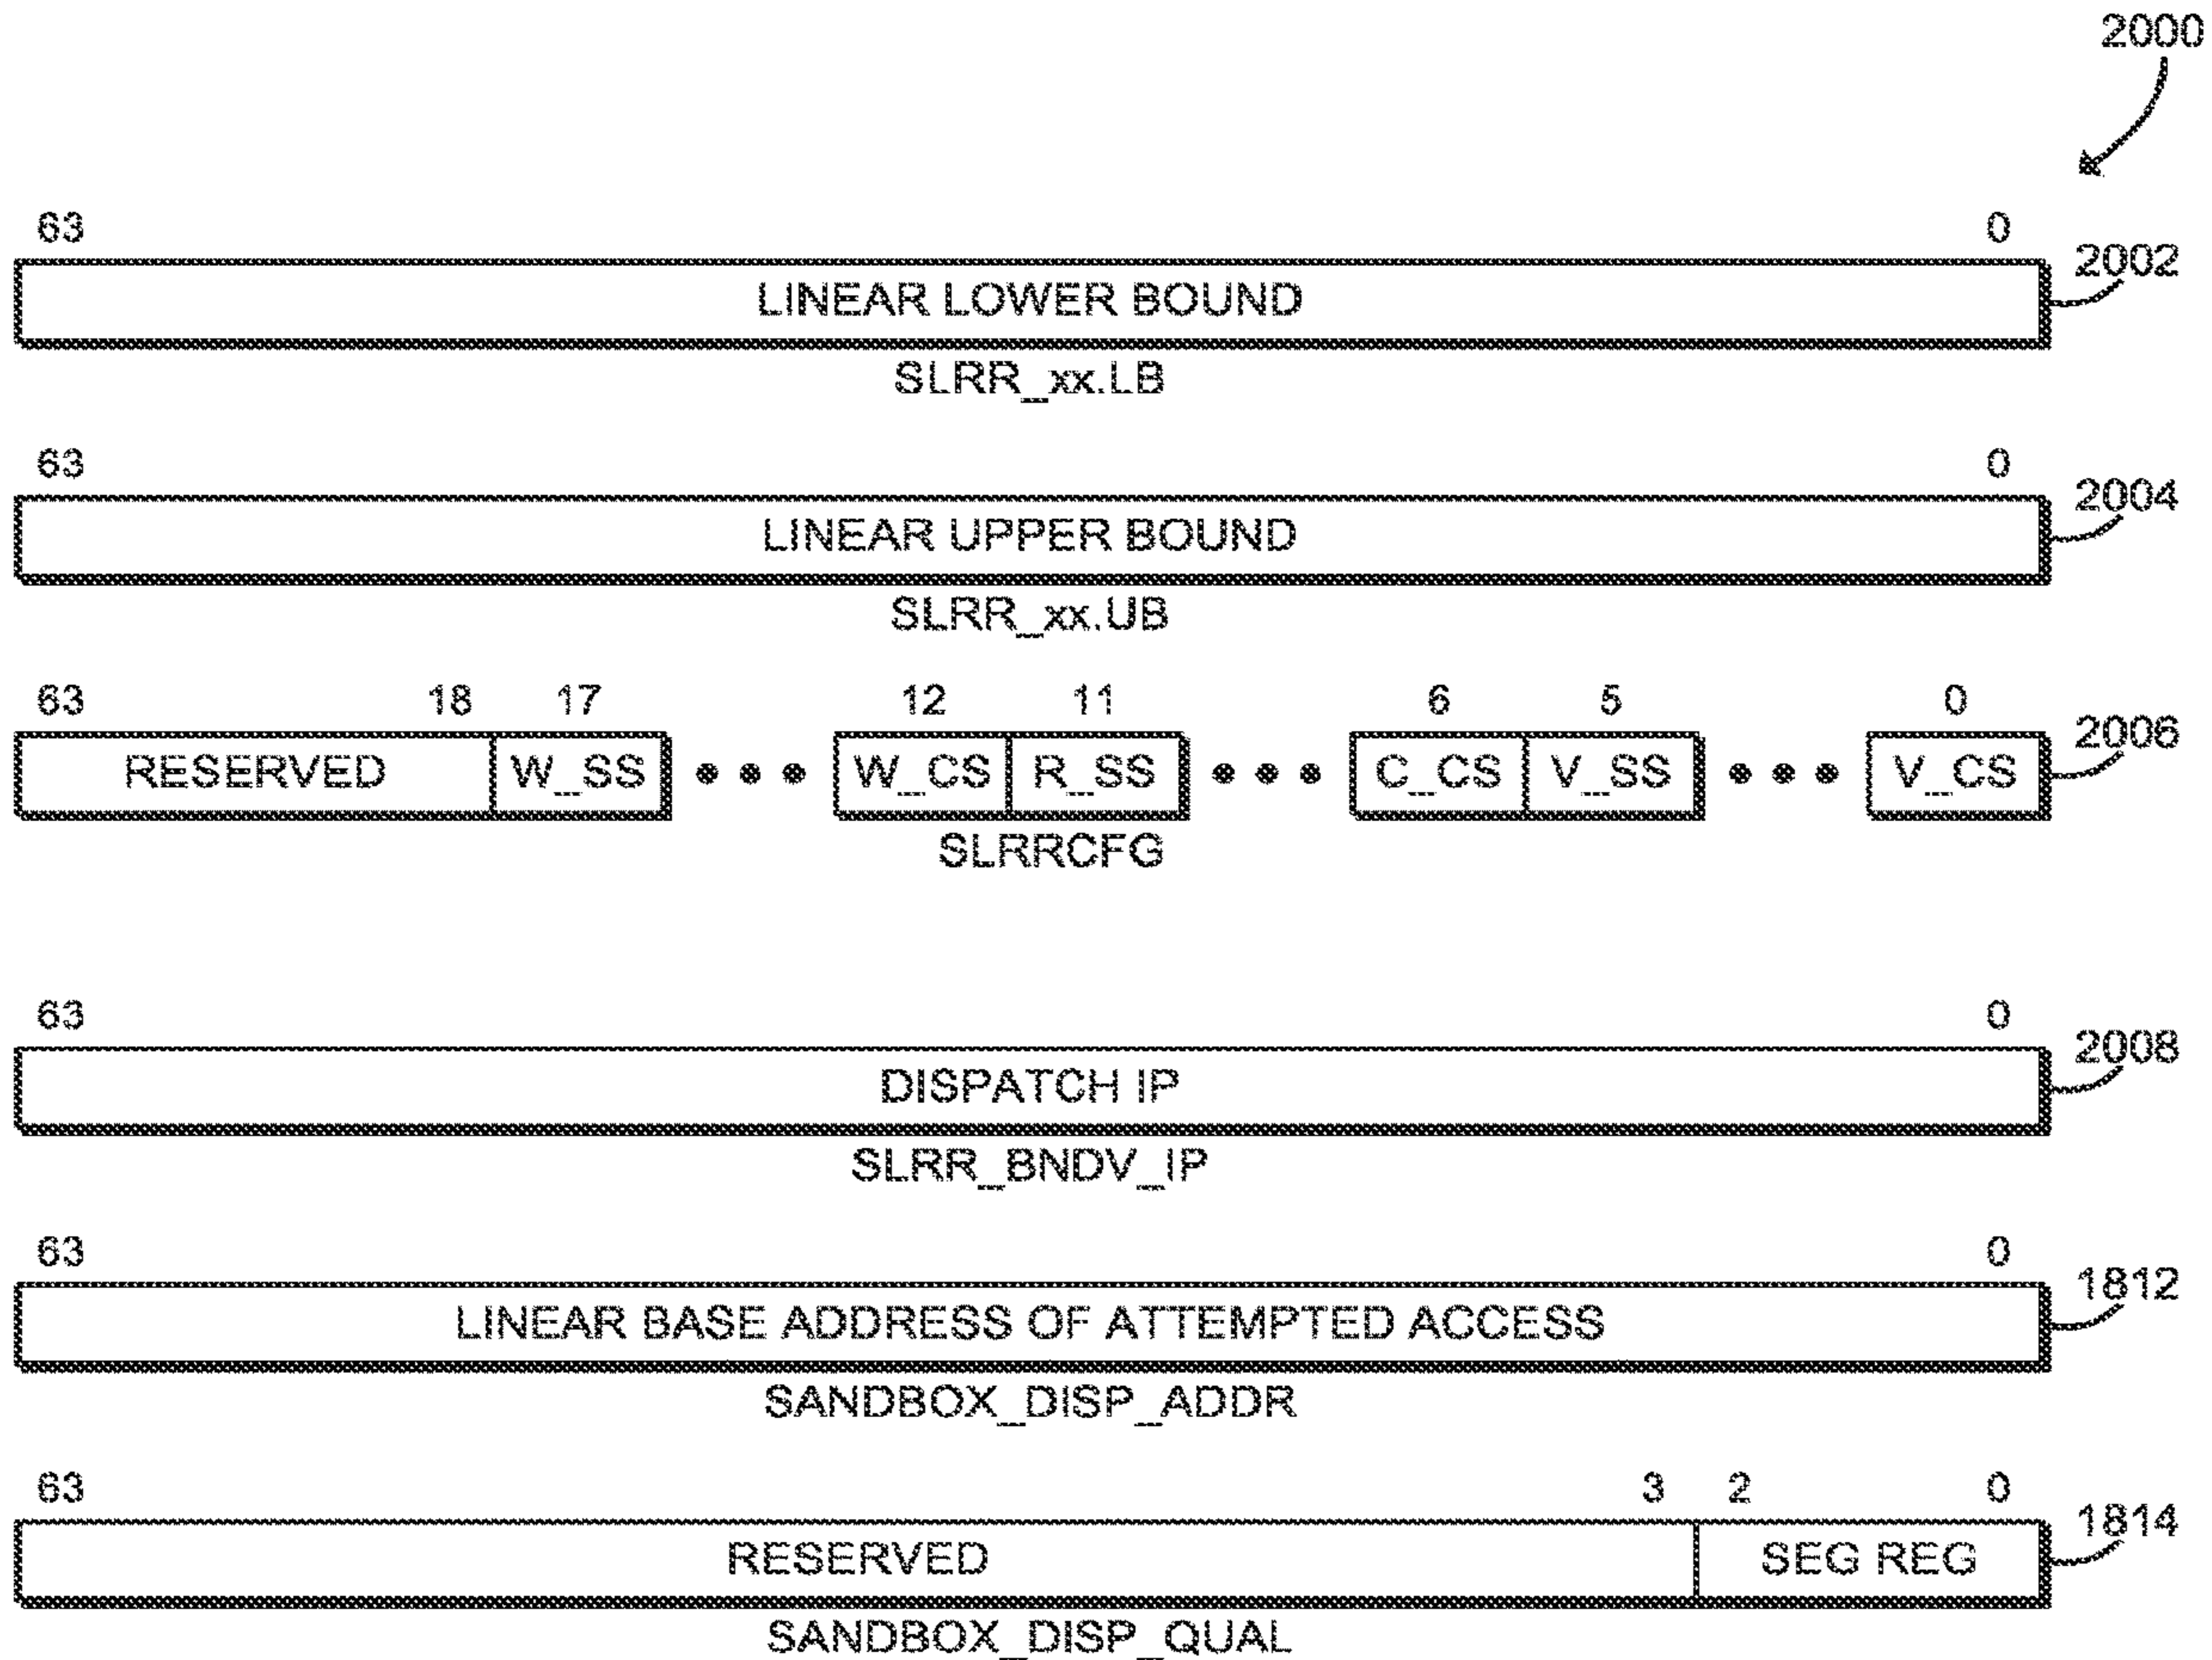 2000
63 0
LINEAR LOWER BOUND 2002
SLRR_xx.LB
63 0
LINEAR UPPER BOUND 2004
SLRR_xx.UB
63 18 17 12 11 6 5 0
RESERVED W_SS ••• W_CS R_SS ••• C_CS V_SS ••• V_CS 2006
SLRRCFG
63 0
DISPATCH IP 2008
SLRR_BNDV_IP
63 0
LINEAR BASE ADDRESS OF ATTEMPTED ACCESS 1812
SANDBOX_DISP_ADDR
63 3 2 0
RESERVED SEG REG 1814
SANDBOX_DISP_QUAL